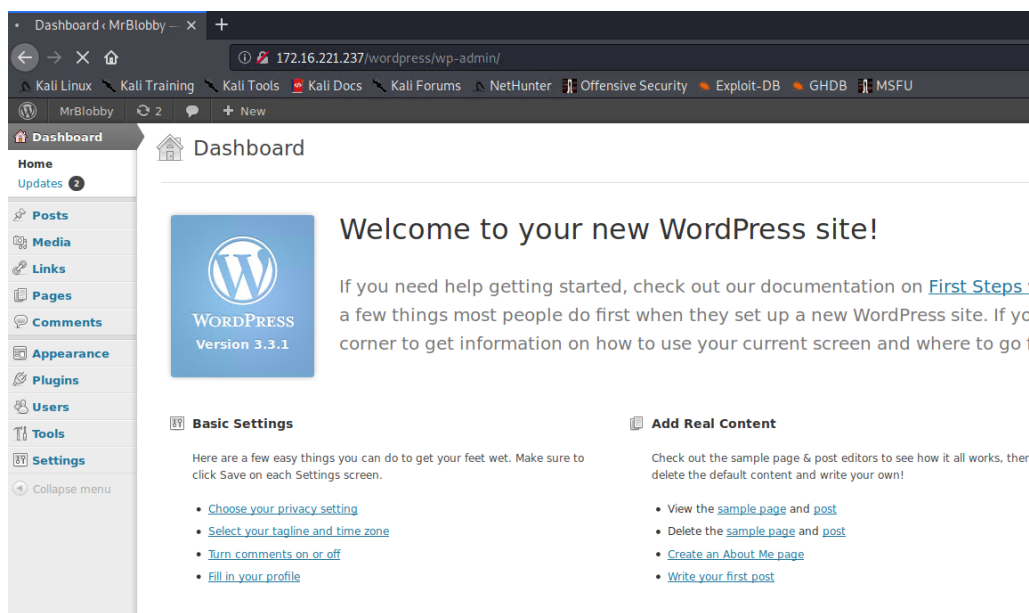 Dashboard ‹ MrBlobby —
172.16.221.237/wordpress/wp-admin/
Kali Linux Kali Training Kali Tools Kali Docs Kali Forums NetHunter Offensive Security Exploit-DB GHDB MSFU
MrBlobby 2 + New
Dashboard
Home
Updates 2
Posts
Media
Links
Pages
Comments
Appearance
Plugins
Users
Tools
Settings
Collapse menu
Dashboard
WORDPRESS
Version 3.3.1
Welcome to your new WordPress site!
If you need help getting started, check out our documentation on First Steps
a few things most people do first when they set up a new WordPress site. If
corner to get information on how to use your current screen and where to go
Basic Settings
Here are a few easy things you can do to get your feet wet. Make sure to
click Save on each Settings screen.
• Choose your privacy setting
• Select your tagline and time zone
• Turn comments on or off
• Fill in your profile
Add Real Content
Check out the sample page & post editors to see how it all works, then
delete the default content and write your own!
• View the sample page and post
• Delete the sample page and post
• Create an About Me page
• Write your first post